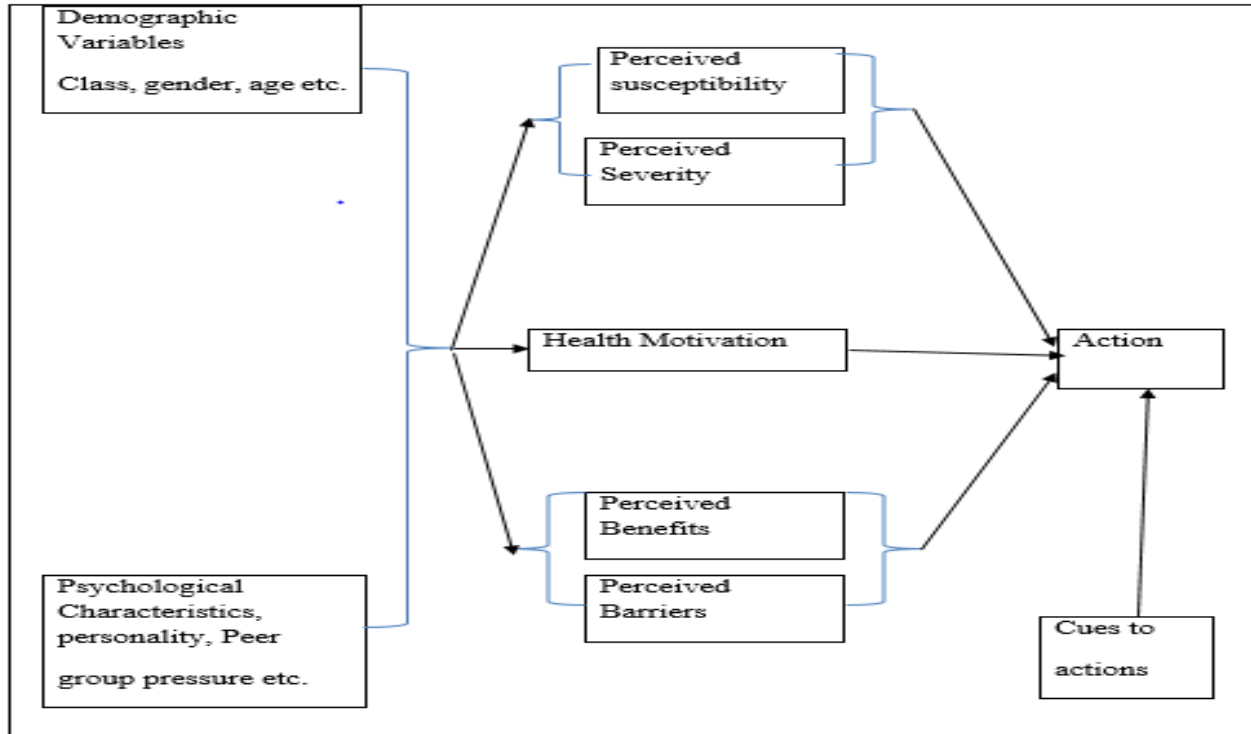 Demographic
Variables
Class, gender, age etc.
Perceived
susceptibility
Perceived
Severity
Health Motivation
Action
Perceived
Benefits
Perceived
Barriers
Psychological
Characteristics,
personality, Peer
group pressure etc.
Cues to
actions